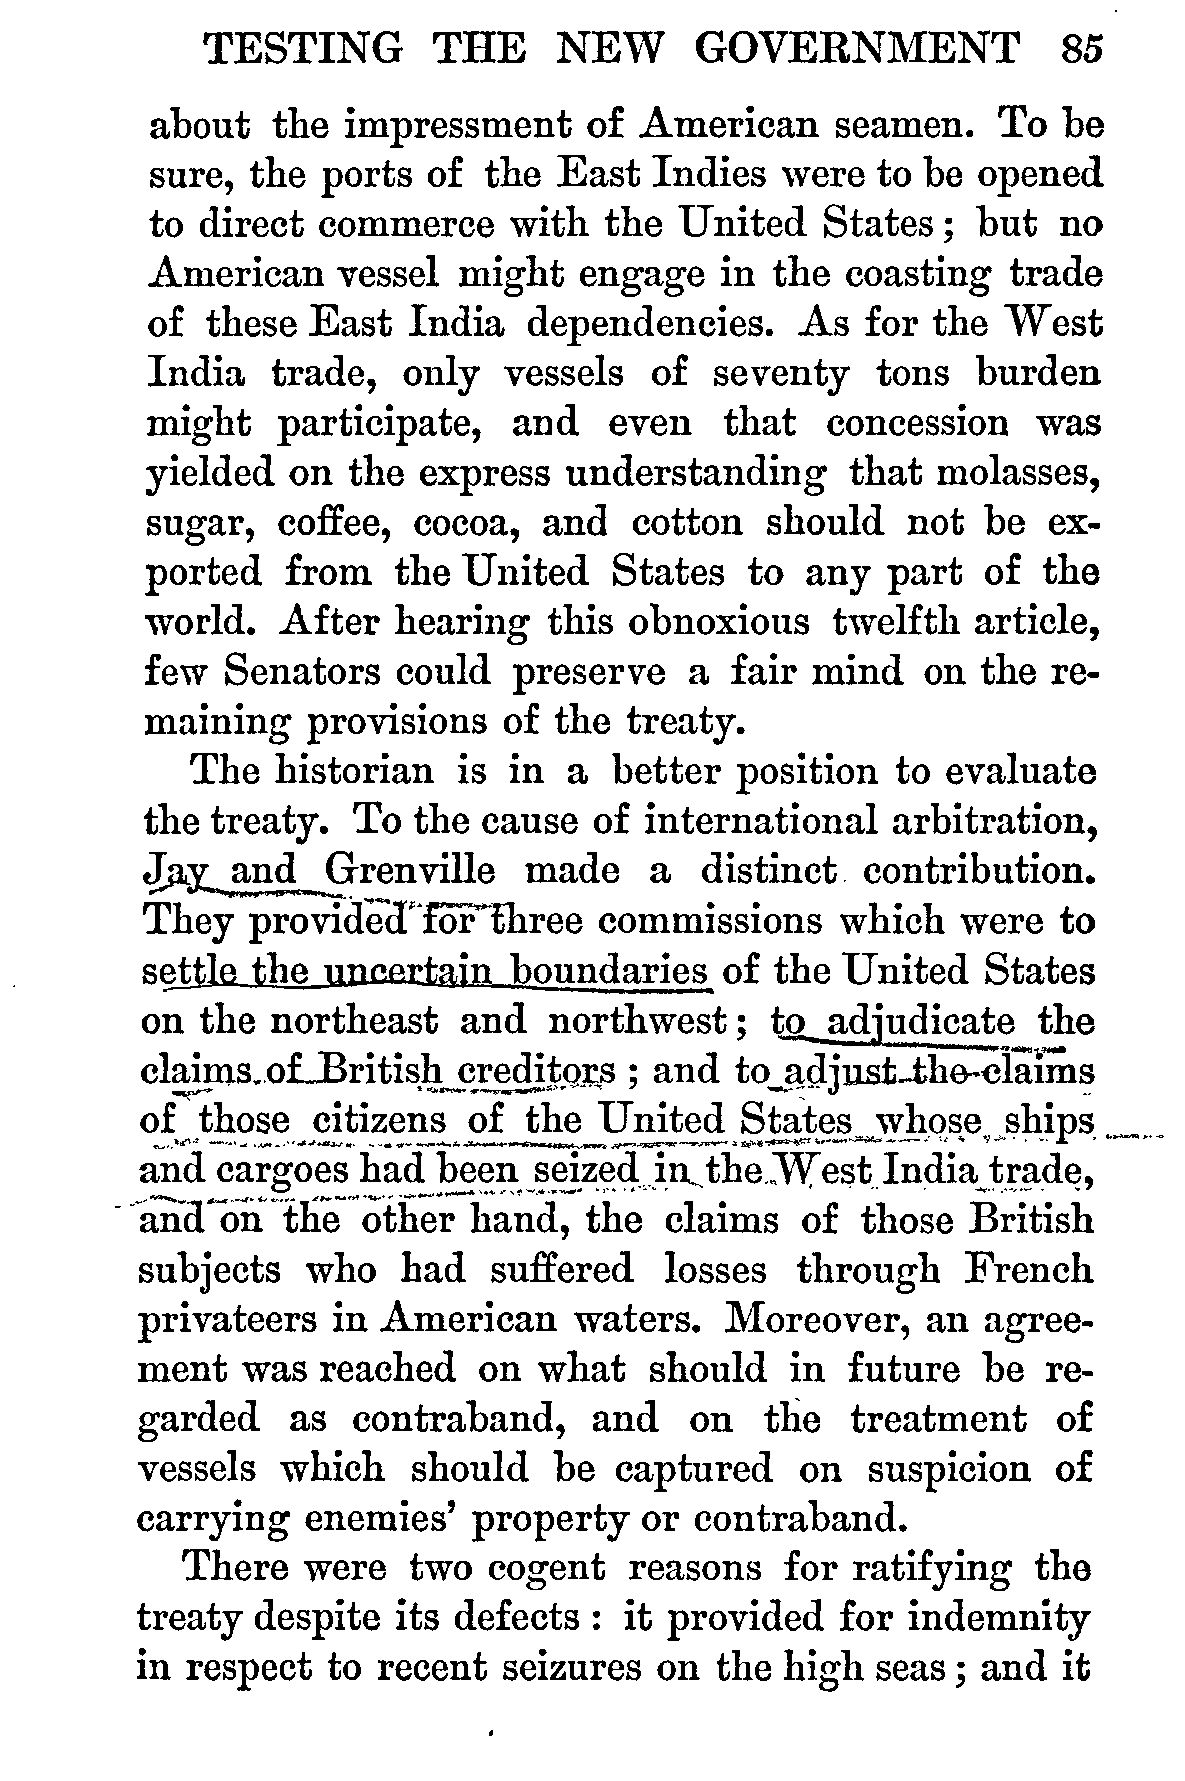 TESTING THE NEW GOVERNMENT 85
about the impressment of American seamen. To be
sure, the ports of the East Indies were to be opened
to direct commerce with the United States; but no
American vessel might engage in the coasting trade
of these East India dependencies. As for the West
India trade, only vessels of seventy tons burden
might participate, and even that concession was
yielded on the express understanding that molasses,
sugar, coffee, cocoa, and cotton should not be ex-
ported from the United States to any part of the
world. After hearing this obnoxious twelfth article,
few Senators could preserve a fair mind on the re-
maining provisions of the treaty.
The historian is in a better position to evaluate
the treaty. To the cause of international arbitration,
Jay and Grenville made a distinct contribution.
They provided for three commissions which were to
settle the uncertain boundaries of the United States
on the northeast and northwest; to adjudicate the
claims of British creditors; and to adjust the claims
of those citizens of the United States whose ships
and cargoes had been seized in the West India trade,
and on the other hand, the claims of those British
subjects who had suffered losses through French
privateers in American waters. Moreover, an agree-
ment was reached on what should in future be re-
garded as contraband, and on the treatment of
vessels which should be captured on suspicion of
carrying enemies' property or contraband.
There were two cogent reasons for ratifying the
treaty despite its defects: it provided for indemnity
in respect to recent seizures on the high seas; and it